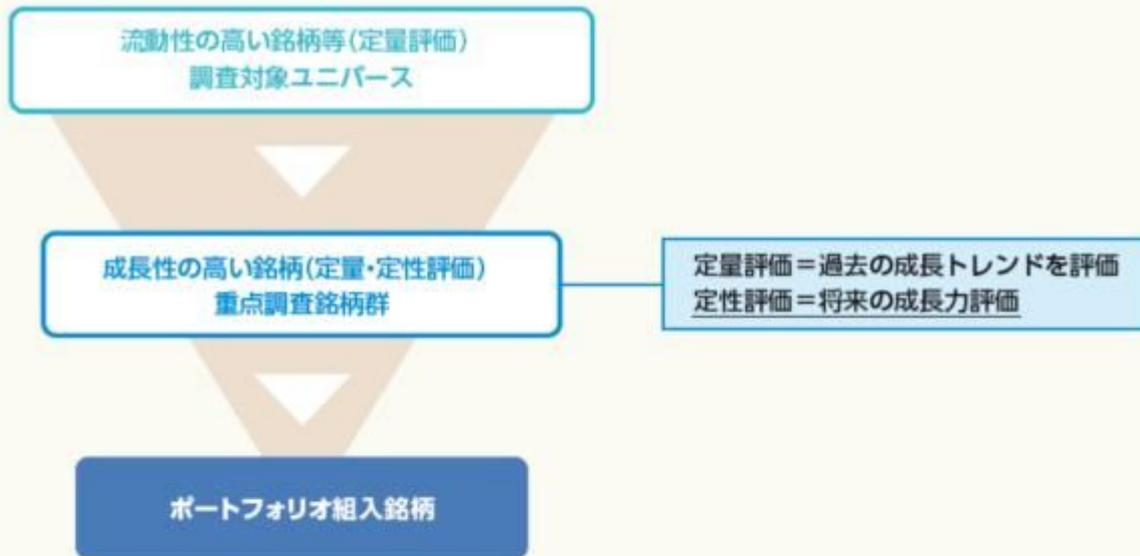 流動性の高い銘柄等(定量評価)
調査対象ユニバース
成長性の高い銘柄(定量・定性評価)
重点調査銘柄群
定量評価=過去の成長トレンドを評価
定性評価=将来の成長力評価
ポートフォリオ組入銘柄